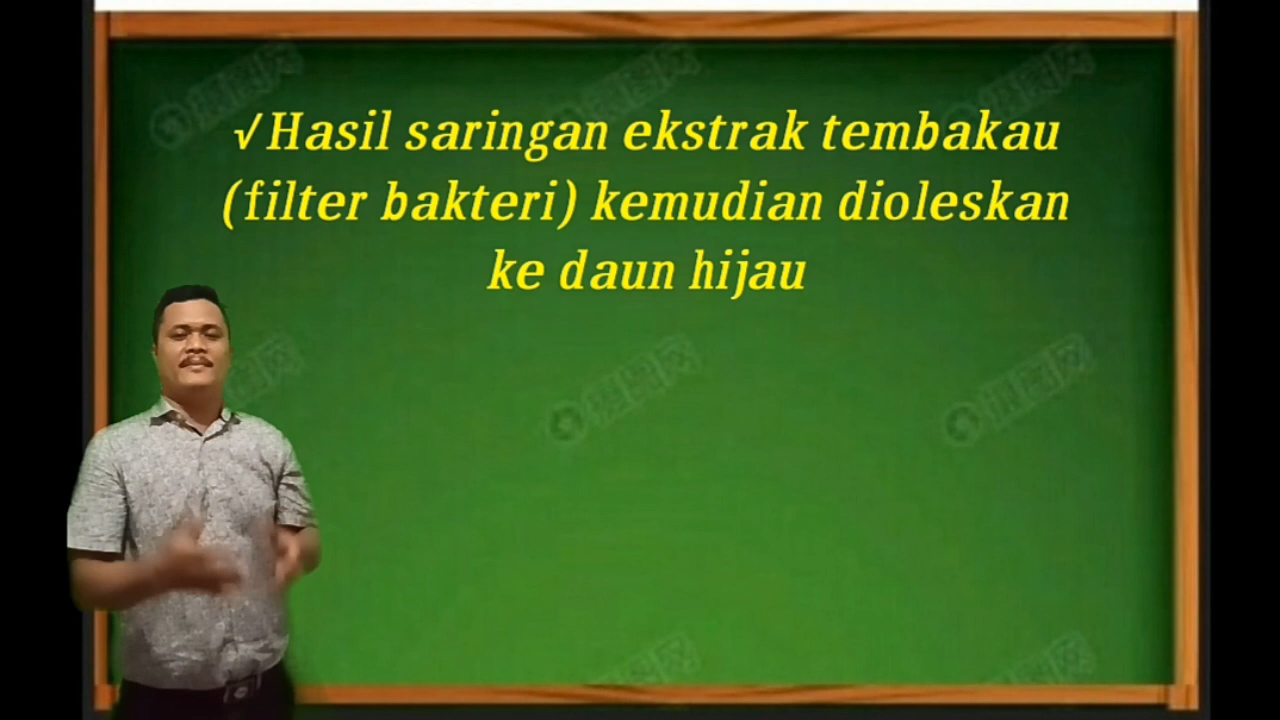 √Hasil saringan ekstrak tembakau
(filter bakteri) kemudian dioleskan
ke daun hijau